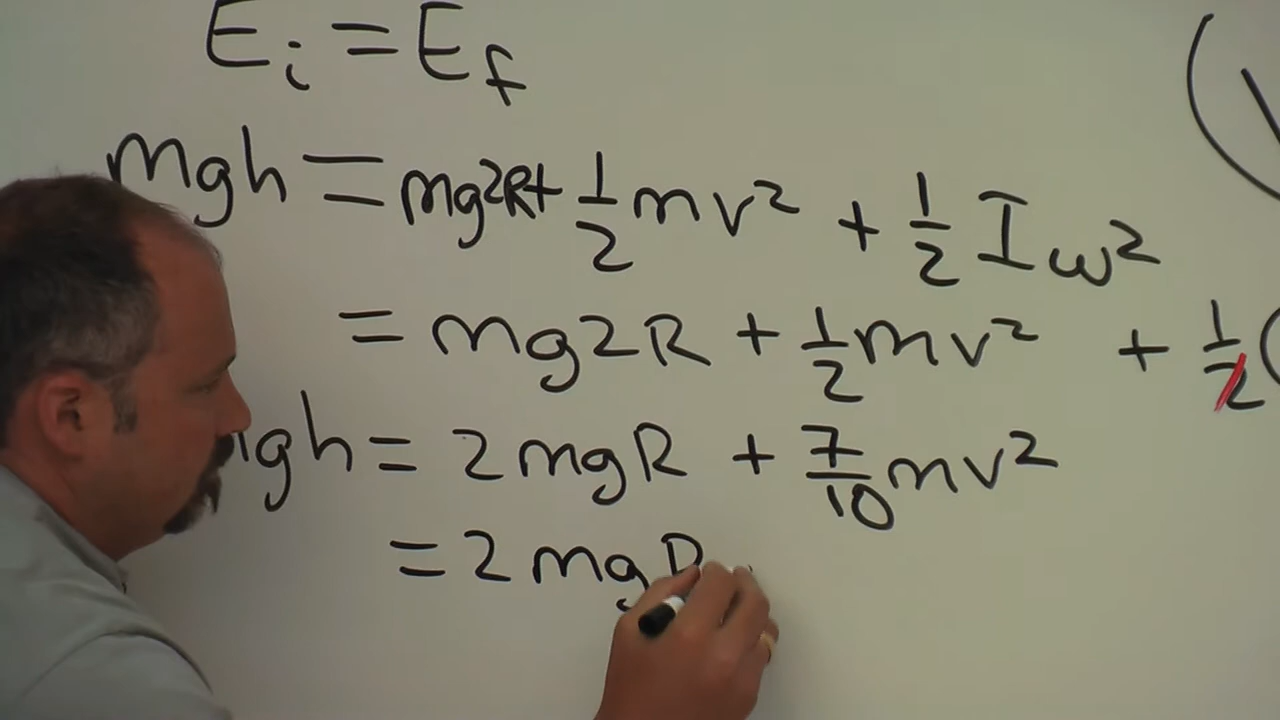 Ei = Ef
mgh = mg2R + 1/2 mv² + 1/2 Iω²
= mg2R + 1/2 mv² + 1/2 (
gh = 2mgR + 7/10 mv²
= 2mgR